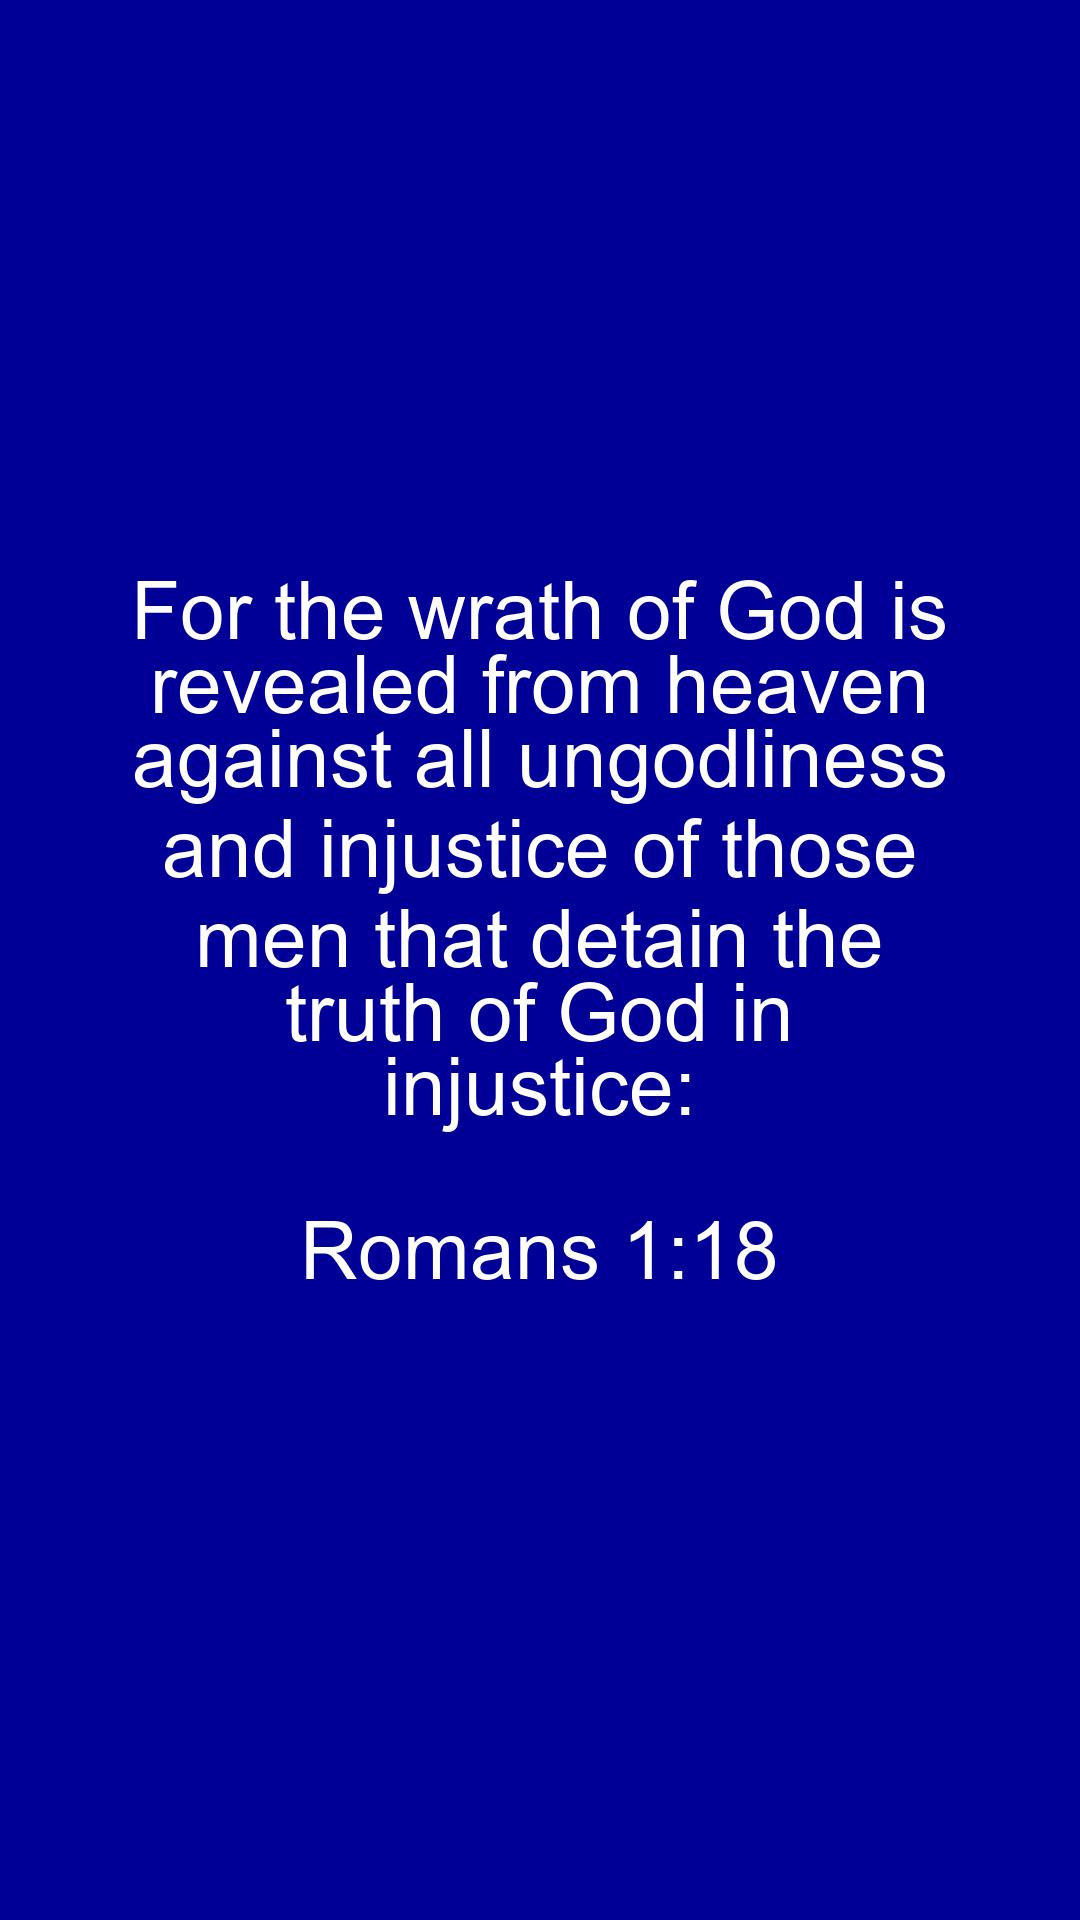 For the wrath of God is
revealed from heaven
against all ungodliness
and injustice of those
men that detain the
truth of God in
injustice:
Romans 1:18